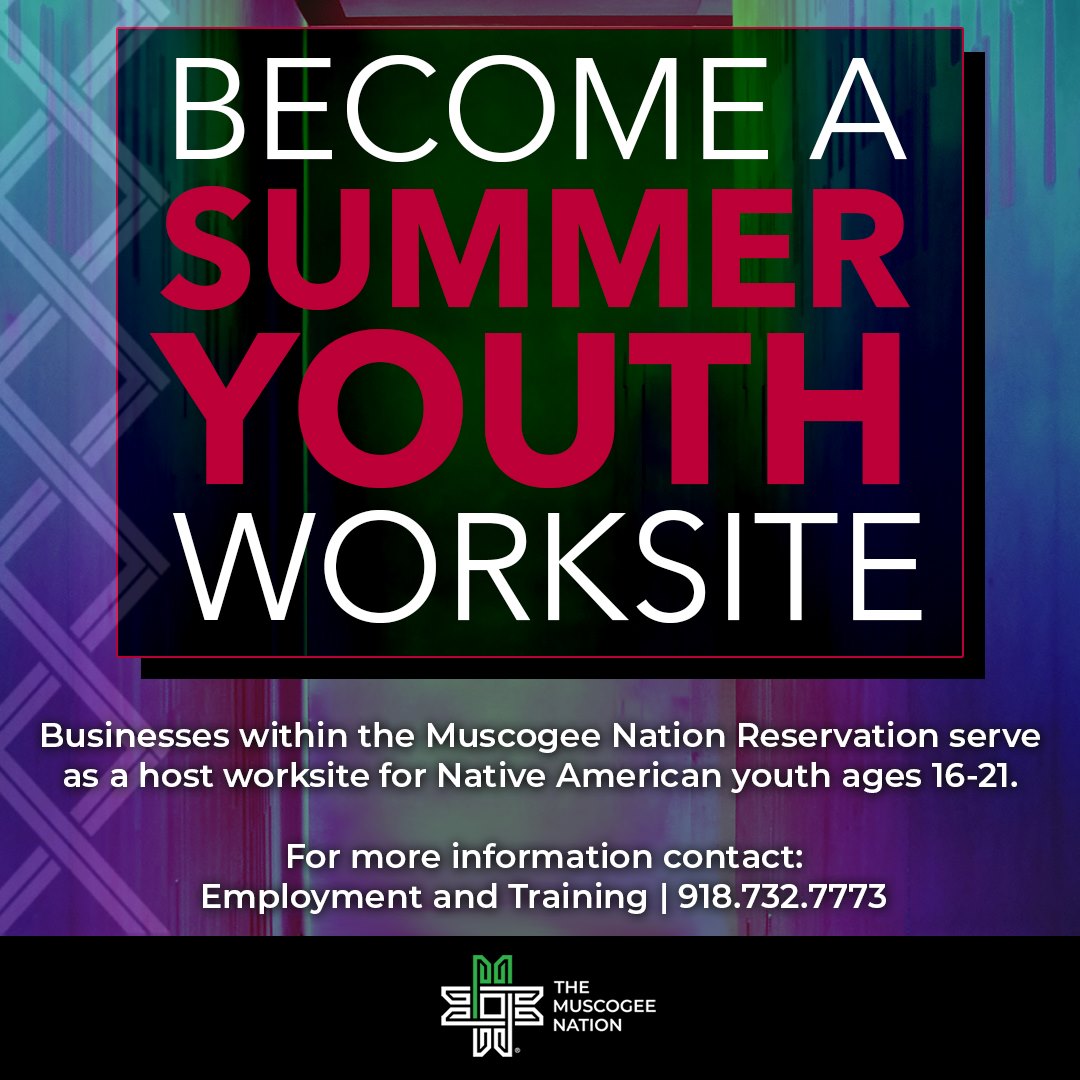 BECOME A
SUMMER
YOUTH
WORKSITE
Businesses within the Muscogee Nation Reservation serve
as a host worksite for Native American youth ages 16-21.
For more information contact:
Employment and Training | 918.732.7773
THE
MUSCOGEE
NATION